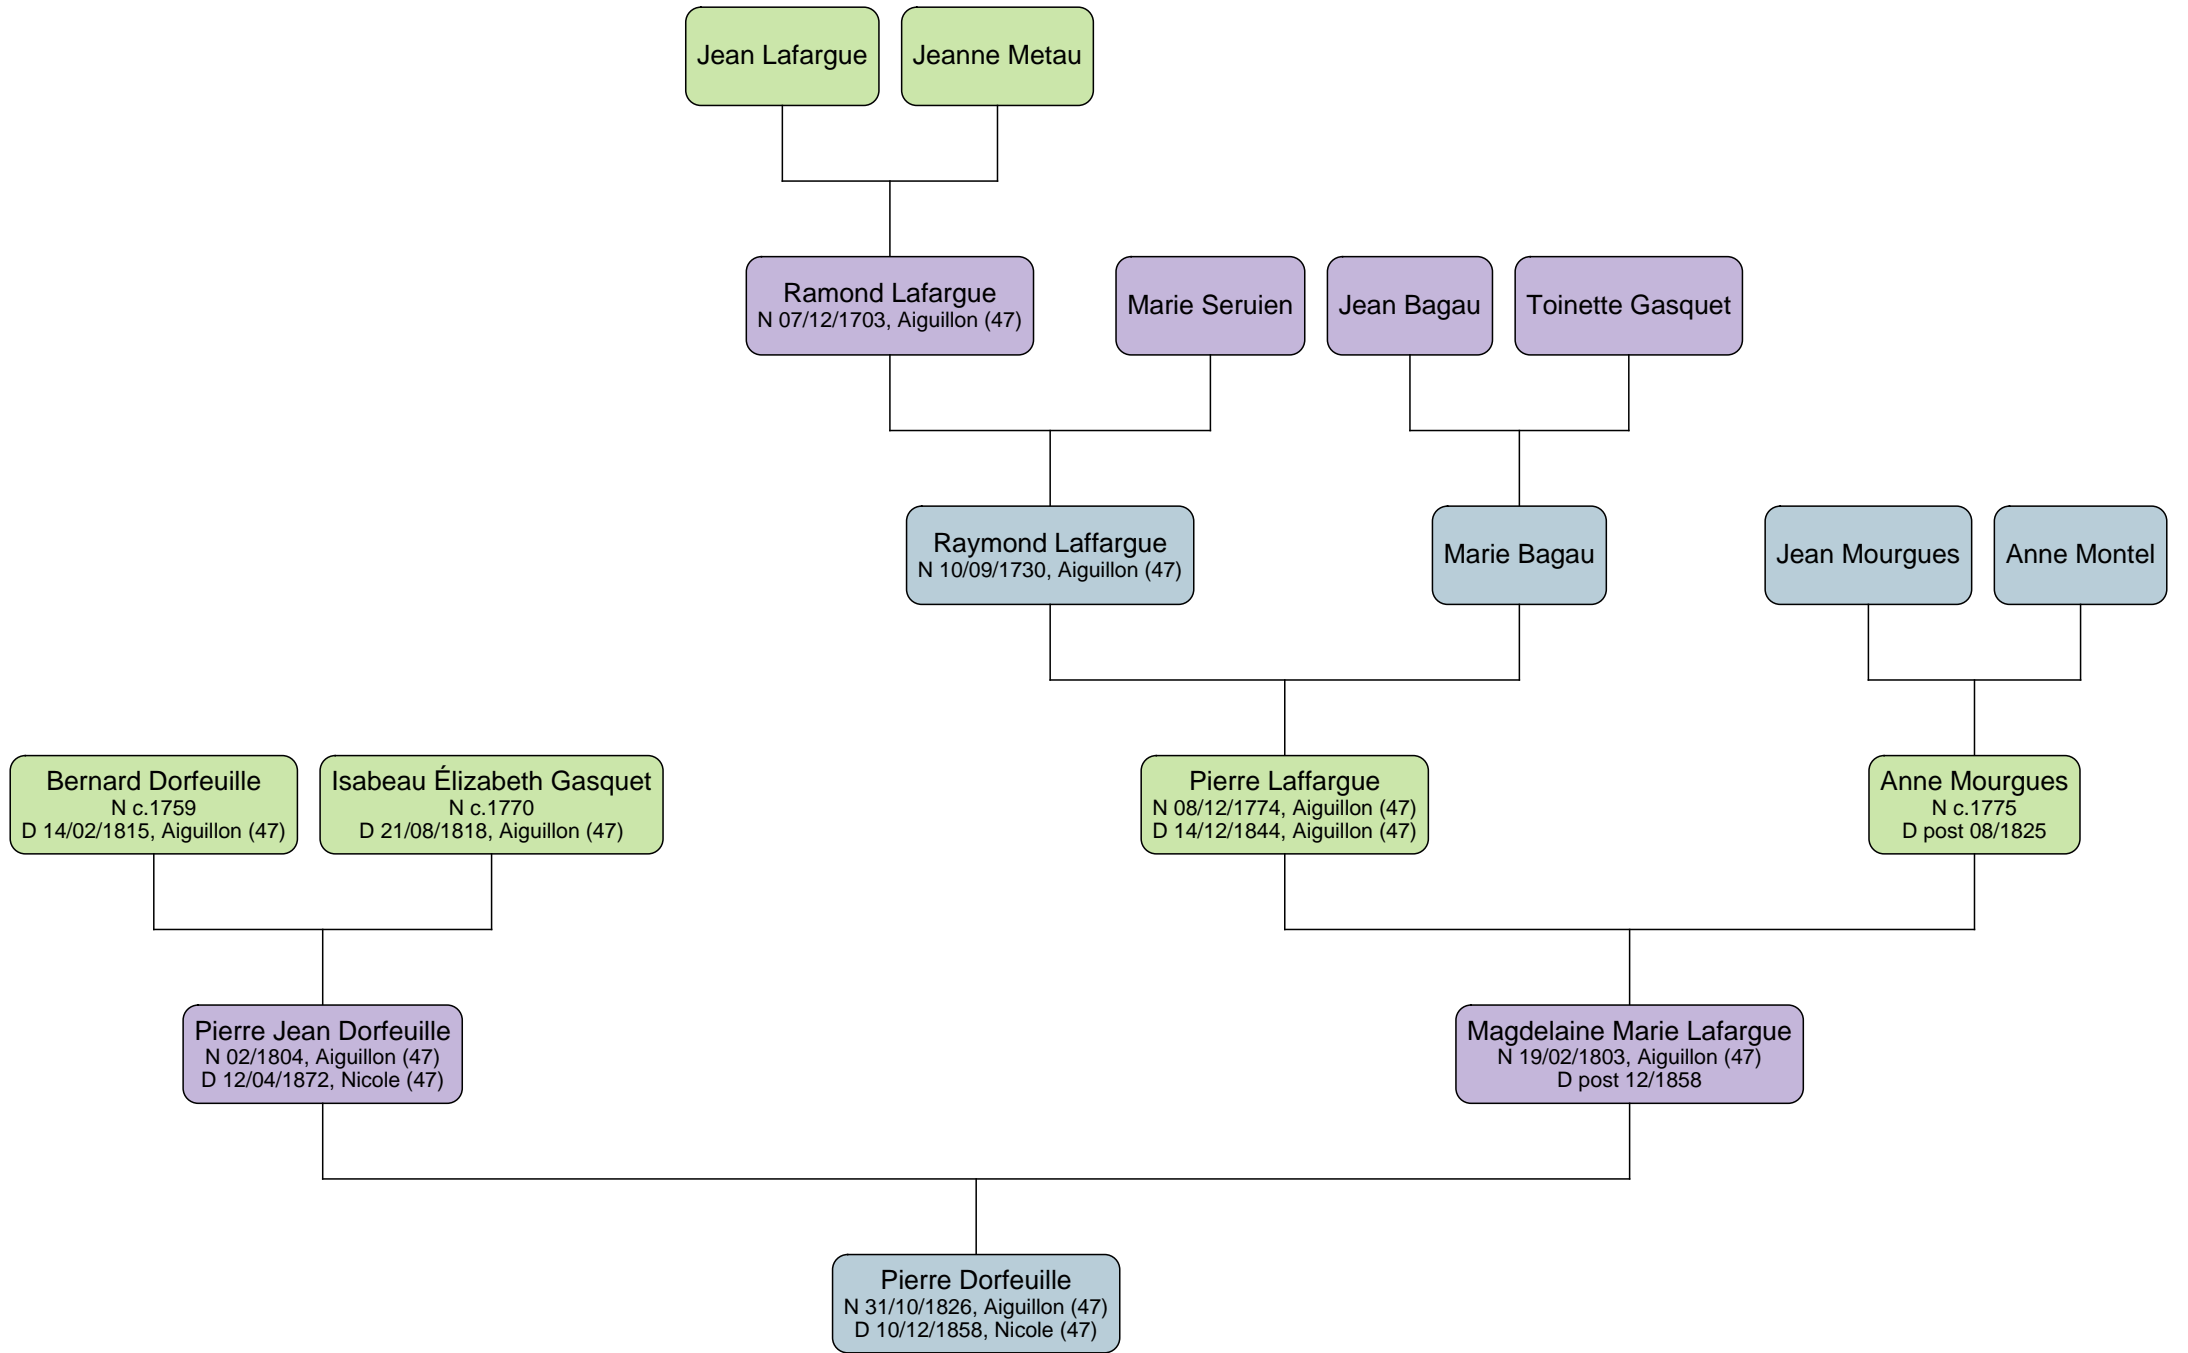 Jean Lafargue
Jeanne Metau
Ramond Lafargue
N 07/12/1703, Aiguillon (47)
Marie Seruien
Jean Bagau
Toinette Gasquet
Raymond Laffargue
N 10/09/1730, Aiguillon (47)
Marie Bagau
Jean Mourgues
Anne Montel
Bernard Dorfeuille
N c.1759
D 14/02/1815, Aiguillon (47)
Isabeau Élizabeth Gasquet
N c.1770
D 21/08/1818, Aiguillon (47)
Pierre Laffargue
N 08/12/1774, Aiguillon (47)
D 14/12/1844, Aiguillon (47)
Anne Mourgues
N c.1775
D post 08/1825
Pierre Jean Dorfeuille
N 02/1804, Aiguillon (47)
D 12/04/1872, Nicole (47)
Magdelaine Marie Lafargue
N 19/02/1803, Aiguillon (47)
D post 12/1858
Pierre Dorfeuille
N 31/10/1826, Aiguillon (47)
D 10/12/1858, Nicole (47)